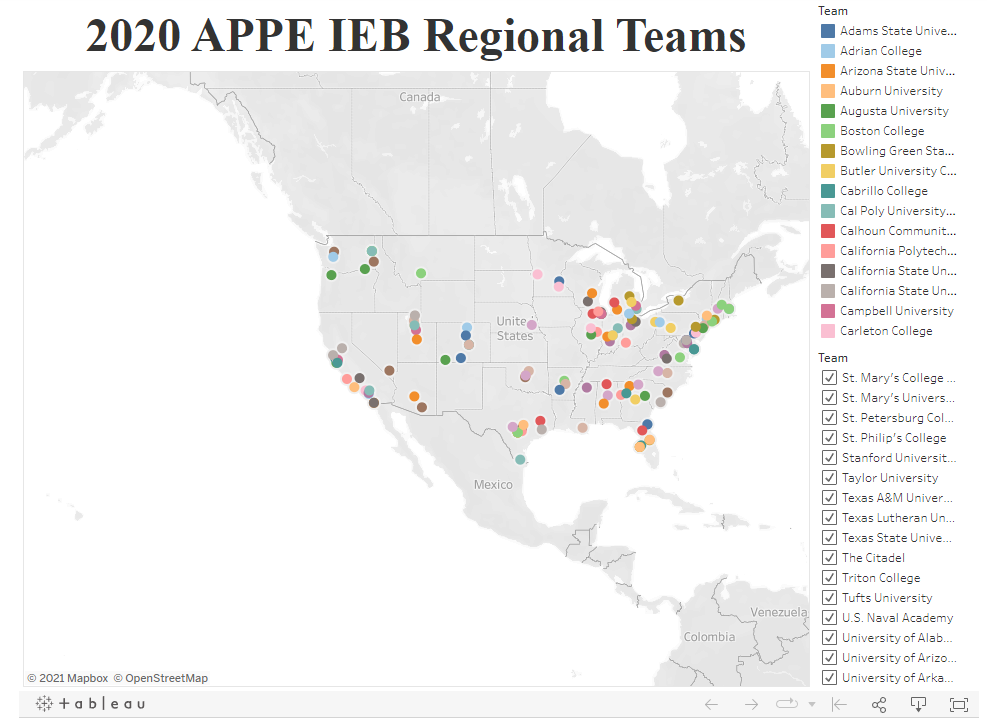 2020 APPE IEB Regional Teams
Canada
United
States
Mexico
Venezuela
Colombia
© 2021 Mapbox © OpenStreetMap
Team
Adams State Unive...
Adrian College
Arizona State Univ...
Auburn University
Augusta University
Boston College
Bowling Green Sta...
Butler University C...
Cabrillo College
Cal Poly University...
Calhoun Communit...
California Polytech...
California State Un...
California State Un...
Campbell University
Carleton College
Team
St. Mary's College ...
St. Mary's Univers...
St. Petersburg Col...
St. Philip's College
Stanford Universit...
Taylor University
Texas A&M Univer...
Texas Lutheran Un...
Texas State Unive...
The Citadel
Triton College
Tufts University
U.S. Naval Academy
University of Alab...
University of Arizo...
University of Arka...
+ableau